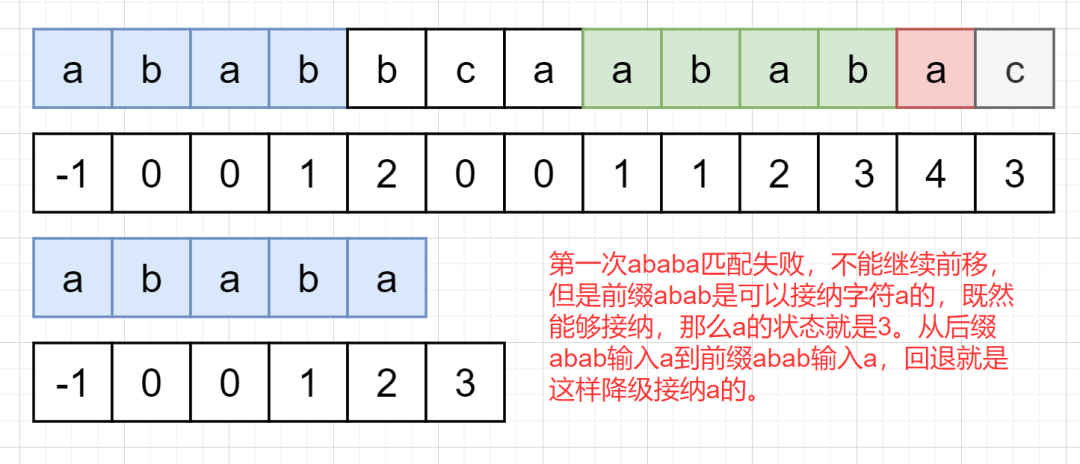 a b a b b c a a b a b a c
-1 0 0 1 2 0 0 1 1 2 3 4 3
a b a b a
-1 0 0 1 2 3
第一次ababa匹配失败，不能继续前移，
但是前缀abab是可以接纳字符a的，既然
能够接纳，那么a的状态就是3。从后缀
abab输入a到前缀abab输入a，回退就是
这样降级接纳a的。